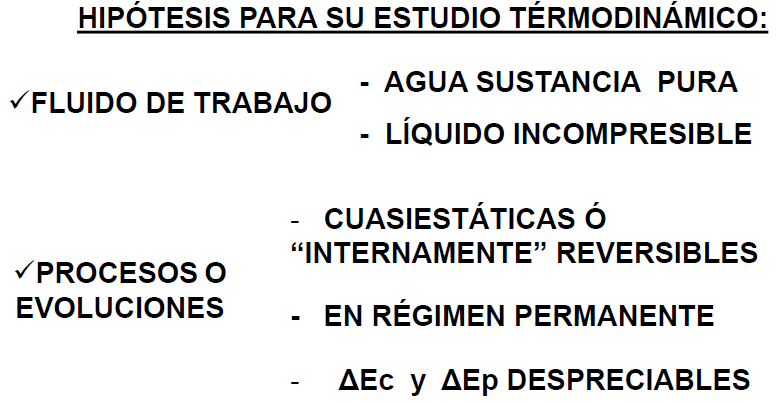 HIPÓTESIS PARA SU ESTUDIO TÉRMODINÁMICO:
✓FLUIDO DE TRABAJO
- AGUA SUSTANCIA PURA
- LÍQUIDO INCOMPRESIBLE
✓PROCESOS O
EVOLUCIONES
- CUASIESTÁTICAS Ó
“INTERNAMENTE” REVERSIBLES
- EN RÉGIMEN PERMANENTE
- ΔEc y ΔEp DESPRECIABLES